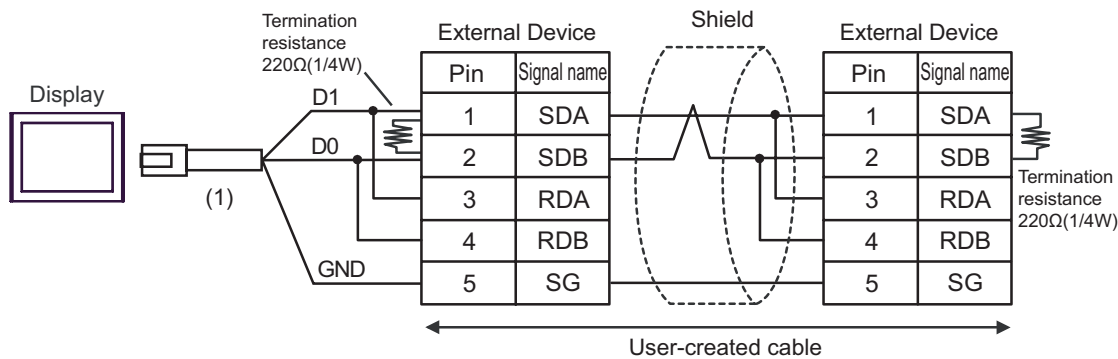 Shield
Termination
resistance
220Ω(1/4W)
External Device
External Device
Display
D1
D0
GND
(1)
Pin Signal name
1 SDA
2 SDB
3 RDA
4 RDB
5 SG
Pin Signal name
1 SDA
2 SDB
3 RDA
4 RDB
5 SG
Termination
resistance
220Ω(1/4W)
User-created cable